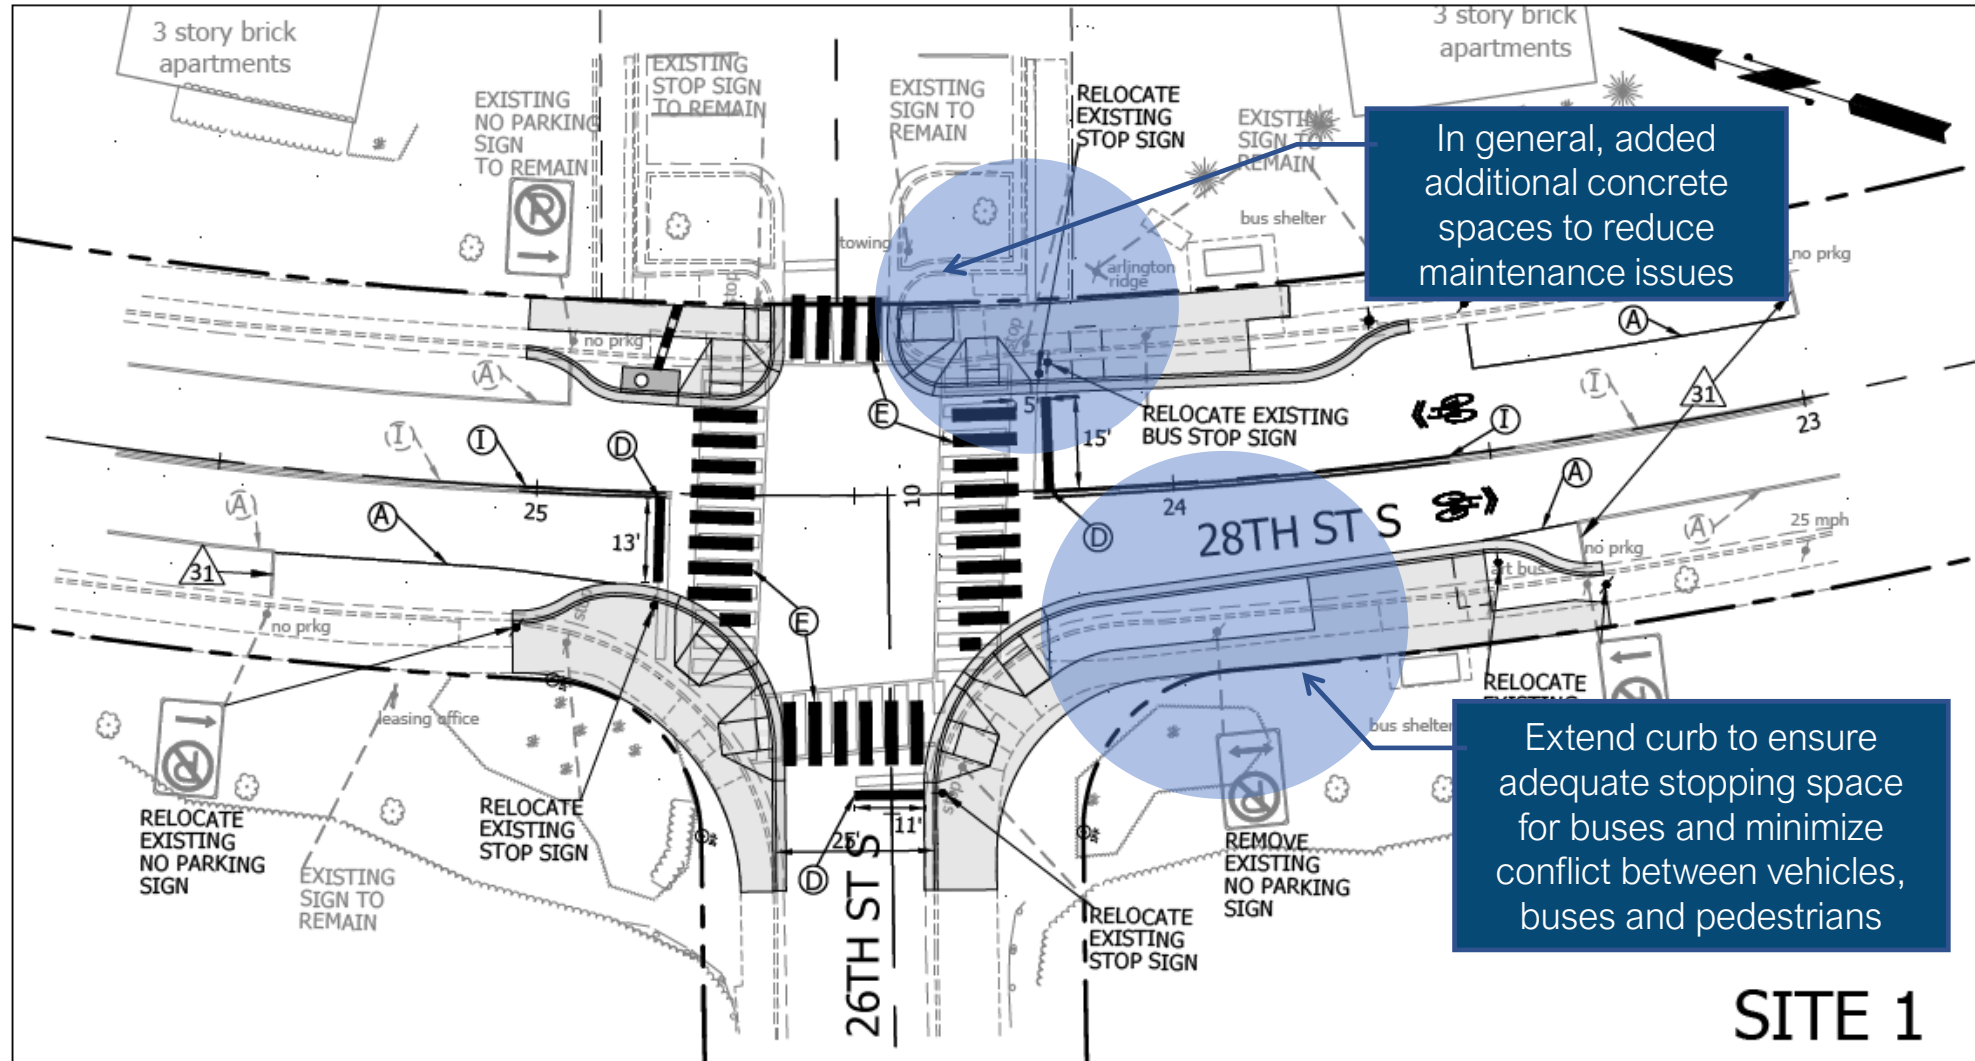 3 story brick
apartments
EXISTING
STOP SIGN
TO REMAIN
EXISTING
NO PARKING
SIGN
TO REMAIN
EXISTING
SIGN TO
REMAIN
RELOCATE
EXISTING
STOP SIGN
EXISTING
SIGN TO
REMAIN
3 story brick
apartments
In general, added
additional concrete
spaces to reduce
maintenance issues
bus shelter
no prkg
towing
arlington
ridge
stop
stop
no prkg
(A)
A
(I)
31
E
5'
15'
RELOCATE EXISTING
BUS STOP SIGN
I
23
(I)
I
D
25
10
24
28TH ST S
A
D
(A)
25 mph
(A)
A
13'
31
no prkg
art bus
no prkg
stop
E
leasing office
RELOCATE
EXISTING
NO PARKING
SIGN
RELOCATE
EXISTING
STOP SIGN
EXISTING
SIGN TO
REMAIN
D
25'
11'
stop
26TH ST S
RELOCATE
EXISTING
STOP SIGN
REMOVE
EXISTING
NO PARKING
SIGN
bus shelter
RELOCATE
Extend curb to ensure
adequate stopping space
for buses and minimize
conflict between vehicles,
buses and pedestrians
SITE 1